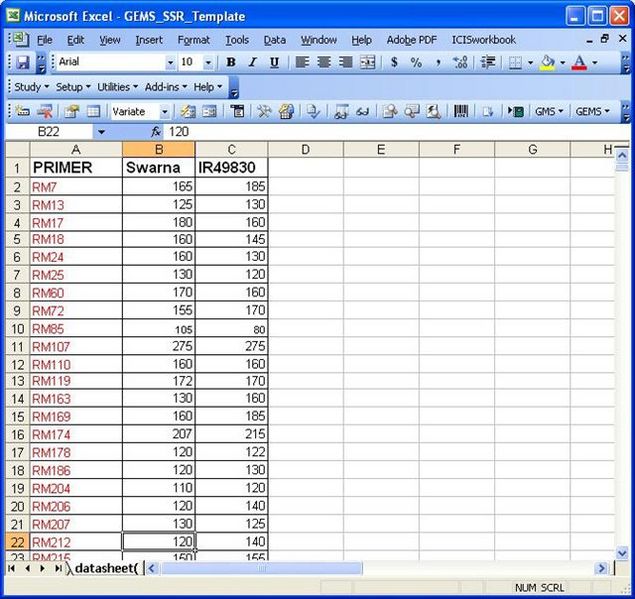 Microsoft Excel - GEMS_SSR_Template
File Edit View Insert Format Tools Data Window Help Adobe PDF ICISworkbook
Arial 10 B I U $ % , A
Study Setup Utilities Add-ins Help
Variate GMS GEMS
B22 fx 120
A B C D E F G H
1 PRIMER Swarna IR49830
2 RM7 165 185
3 RM13 125 130
4 RM17 180 160
5 RM18 160 145
6 RM24 160 130
7 RM25 130 120
8 RM60 170 160
9 RM72 155 170
10 RM85 105 80
11 RM107 275 275
12 RM110 160 160
13 RM119 172 170
14 RM163 130 160
15 RM169 160 185
16 RM174 207 215
17 RM178 120 122
18 RM186 120 130
19 RM204 110 120
20 RM206 120 140
21 RM207 130 125
22 RM212 120 140
23 RM215 150 155
datasheet(
NUM SCRL